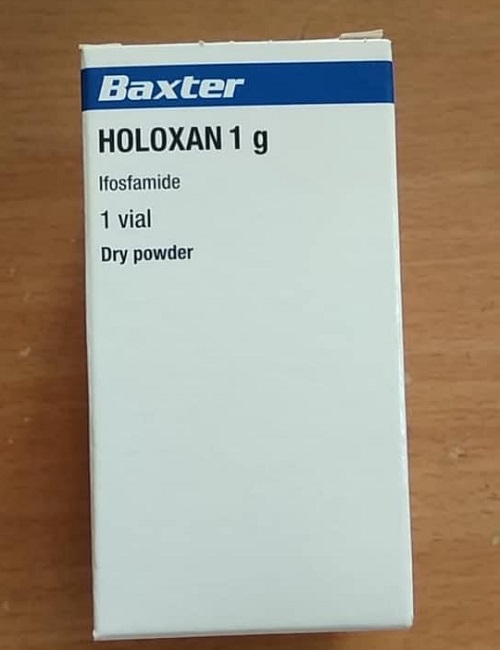 Baxter
HOLOXAN 1 g
Ifosfamide
1 vial
Dry powder